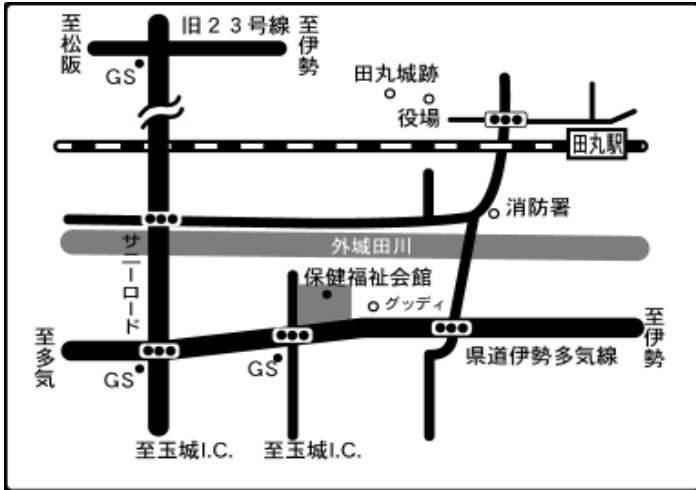 至松阪
旧23号線
至伊勢
GS
田丸城跡
役場
田丸駅
消防署
サニーロード
外城田川
保健福祉会館
グッディ
至多気
至伊勢
県道伊勢多気線
GS
GS
至玉城I.C.
至玉城I.C.